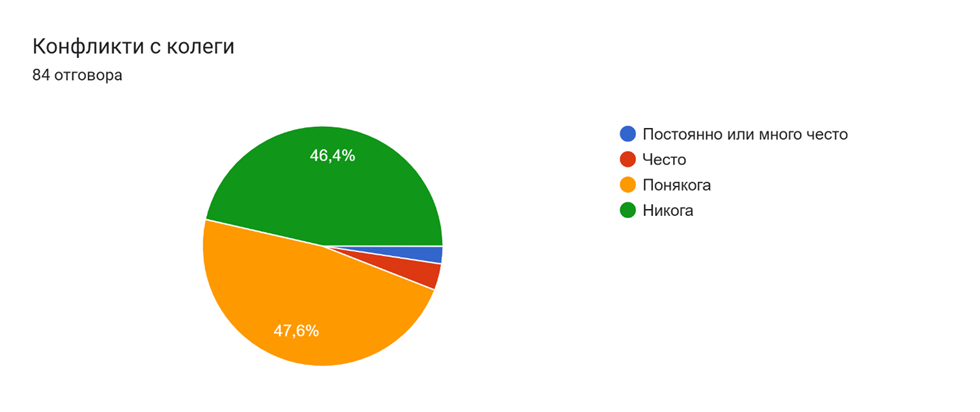 Конфликти с колеги
84 отговора
46,4%
47,6%
Постоянно или много често
Често
Понякога
Никога